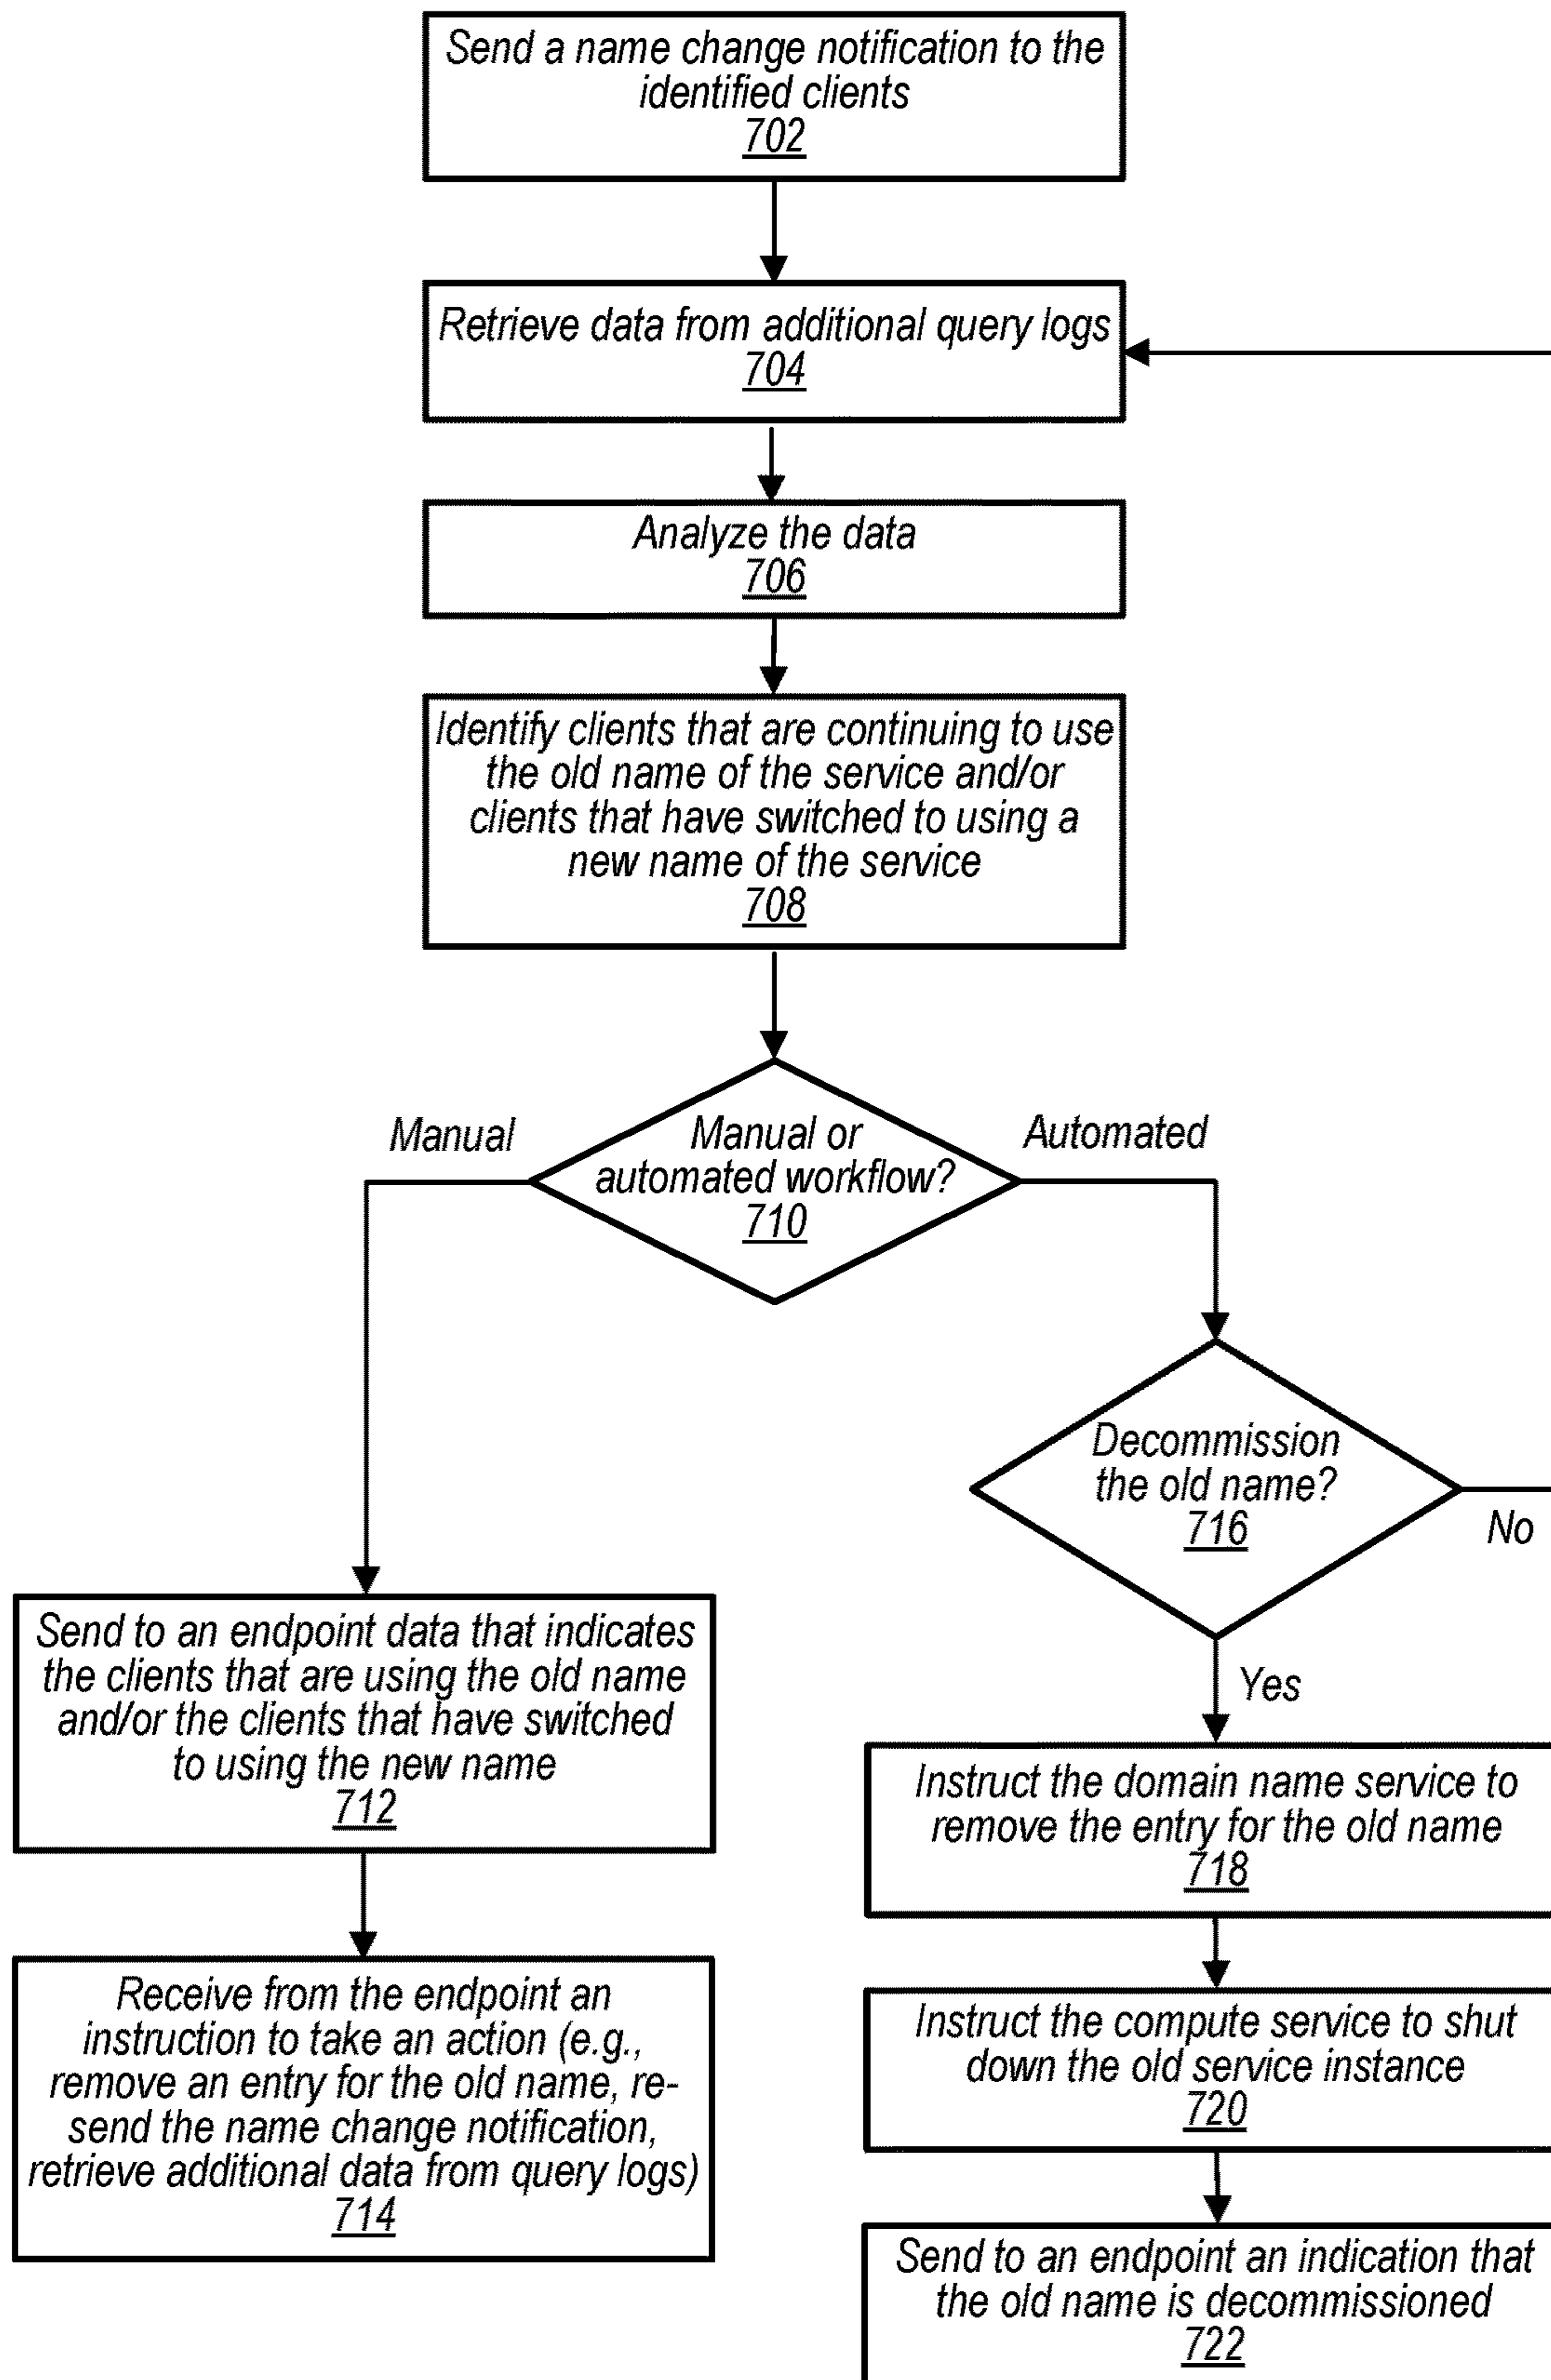 Send a name change notification to the
identified clients
702
Retrieve data from additional query logs
704
Analyze the data
706
Identify clients that are continuing to use
the old name of the service and/or
clients that have switched to using a
new name of the service
708
Manual
Manual or
automated workflow?
710
Automated
Decommission
the old name?
716
No
Yes
Send to an endpoint data that indicates
the clients that are using the old name
and/or the clients that have switched
to using the new name
712
Instruct the domain name service to
remove the entry for the old name
718
Receive from the endpoint an
instruction to take an action (e.g.,
remove an entry for the old name, re-
send the name change notification,
retrieve additional data from query logs)
714
Instruct the compute service to shut
down the old service instance
720
Send to an endpoint an indication that
the old name is decommissioned
722